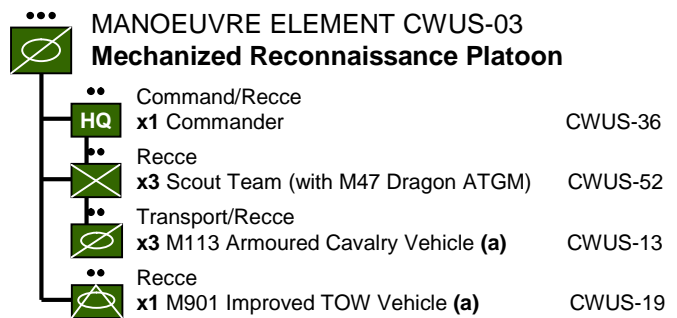 MANOEUVRE ELEMENT CWUS-03
Mechanized Reconnaissance Platoon
Command/Recce
HQ x1 Commander CWUS-36
Recce
x3 Scout Team (with M47 Dragon ATGM) CWUS-52
Transport/Recce
x3 M113 Armoured Cavalry Vehicle (a) CWUS-13
Recce
x1 M901 Improved TOW Vehicle (a) CWUS-19